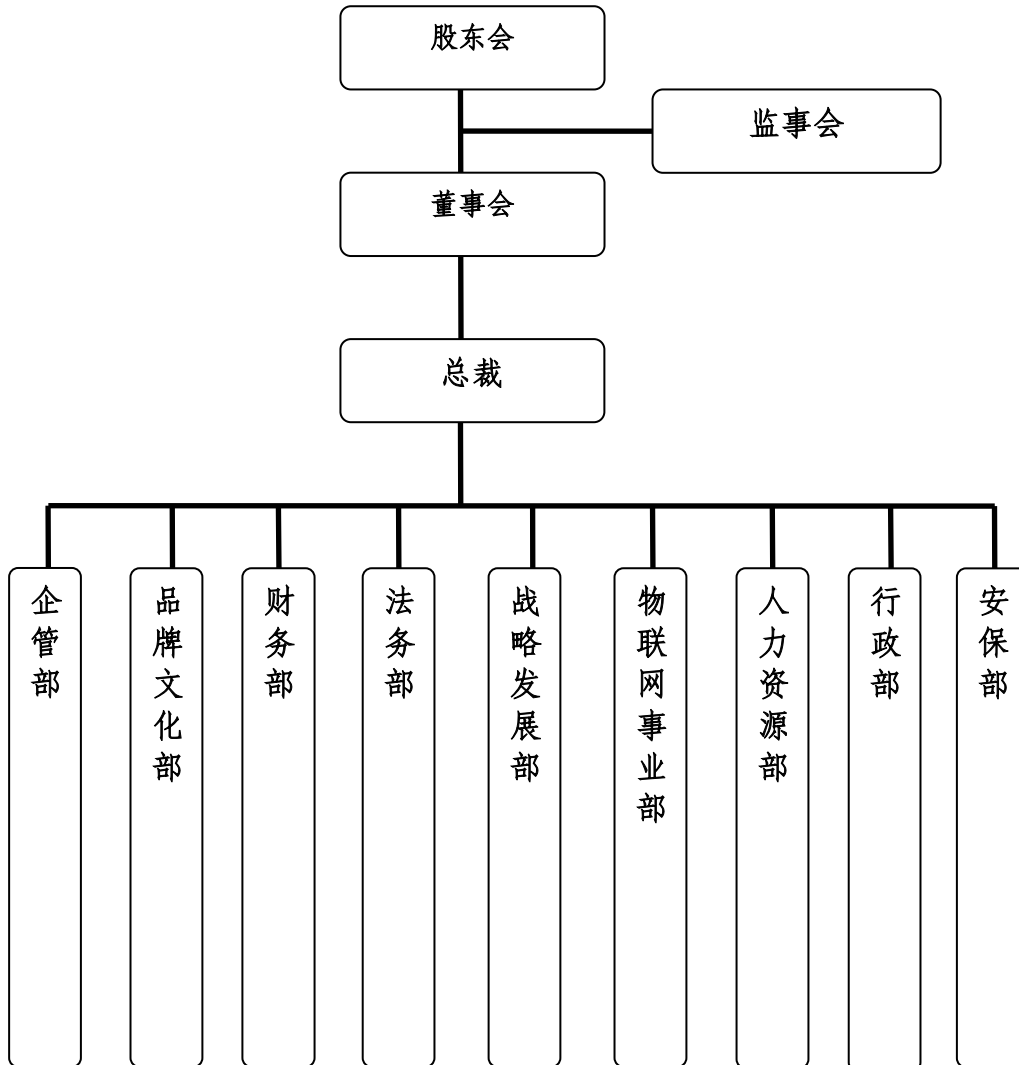 股东会
监事会
董事会
总裁
企管部
品牌文化部
财务部
法务部
战略发展部
物联网事业部
人力资源部
行政部
安保部